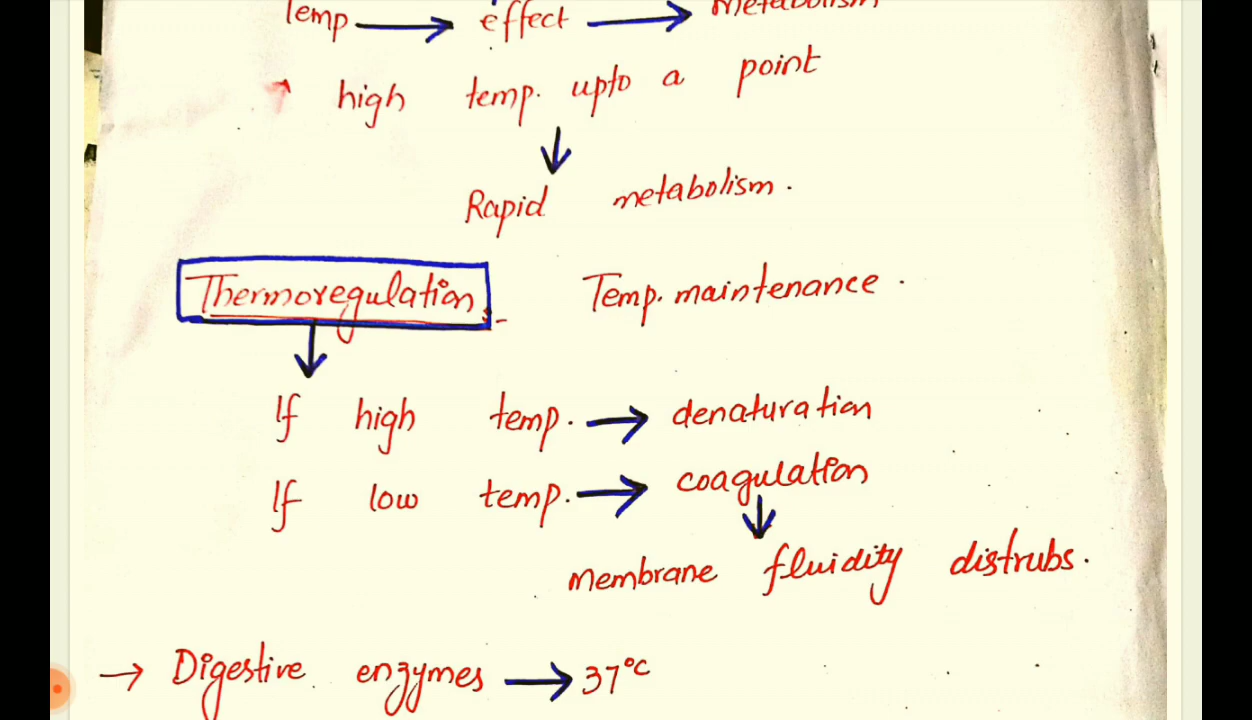 Temp → effect → Metabolism
↑ high temp. upto a point
↓
Rapid metabolism.
Thermoregulation Temp. maintenance.
↓
If high temp. → denaturation
If low temp. → coagulation
↓
membrane fluidity distrubs.
→ Digestive enzymes → 37°C